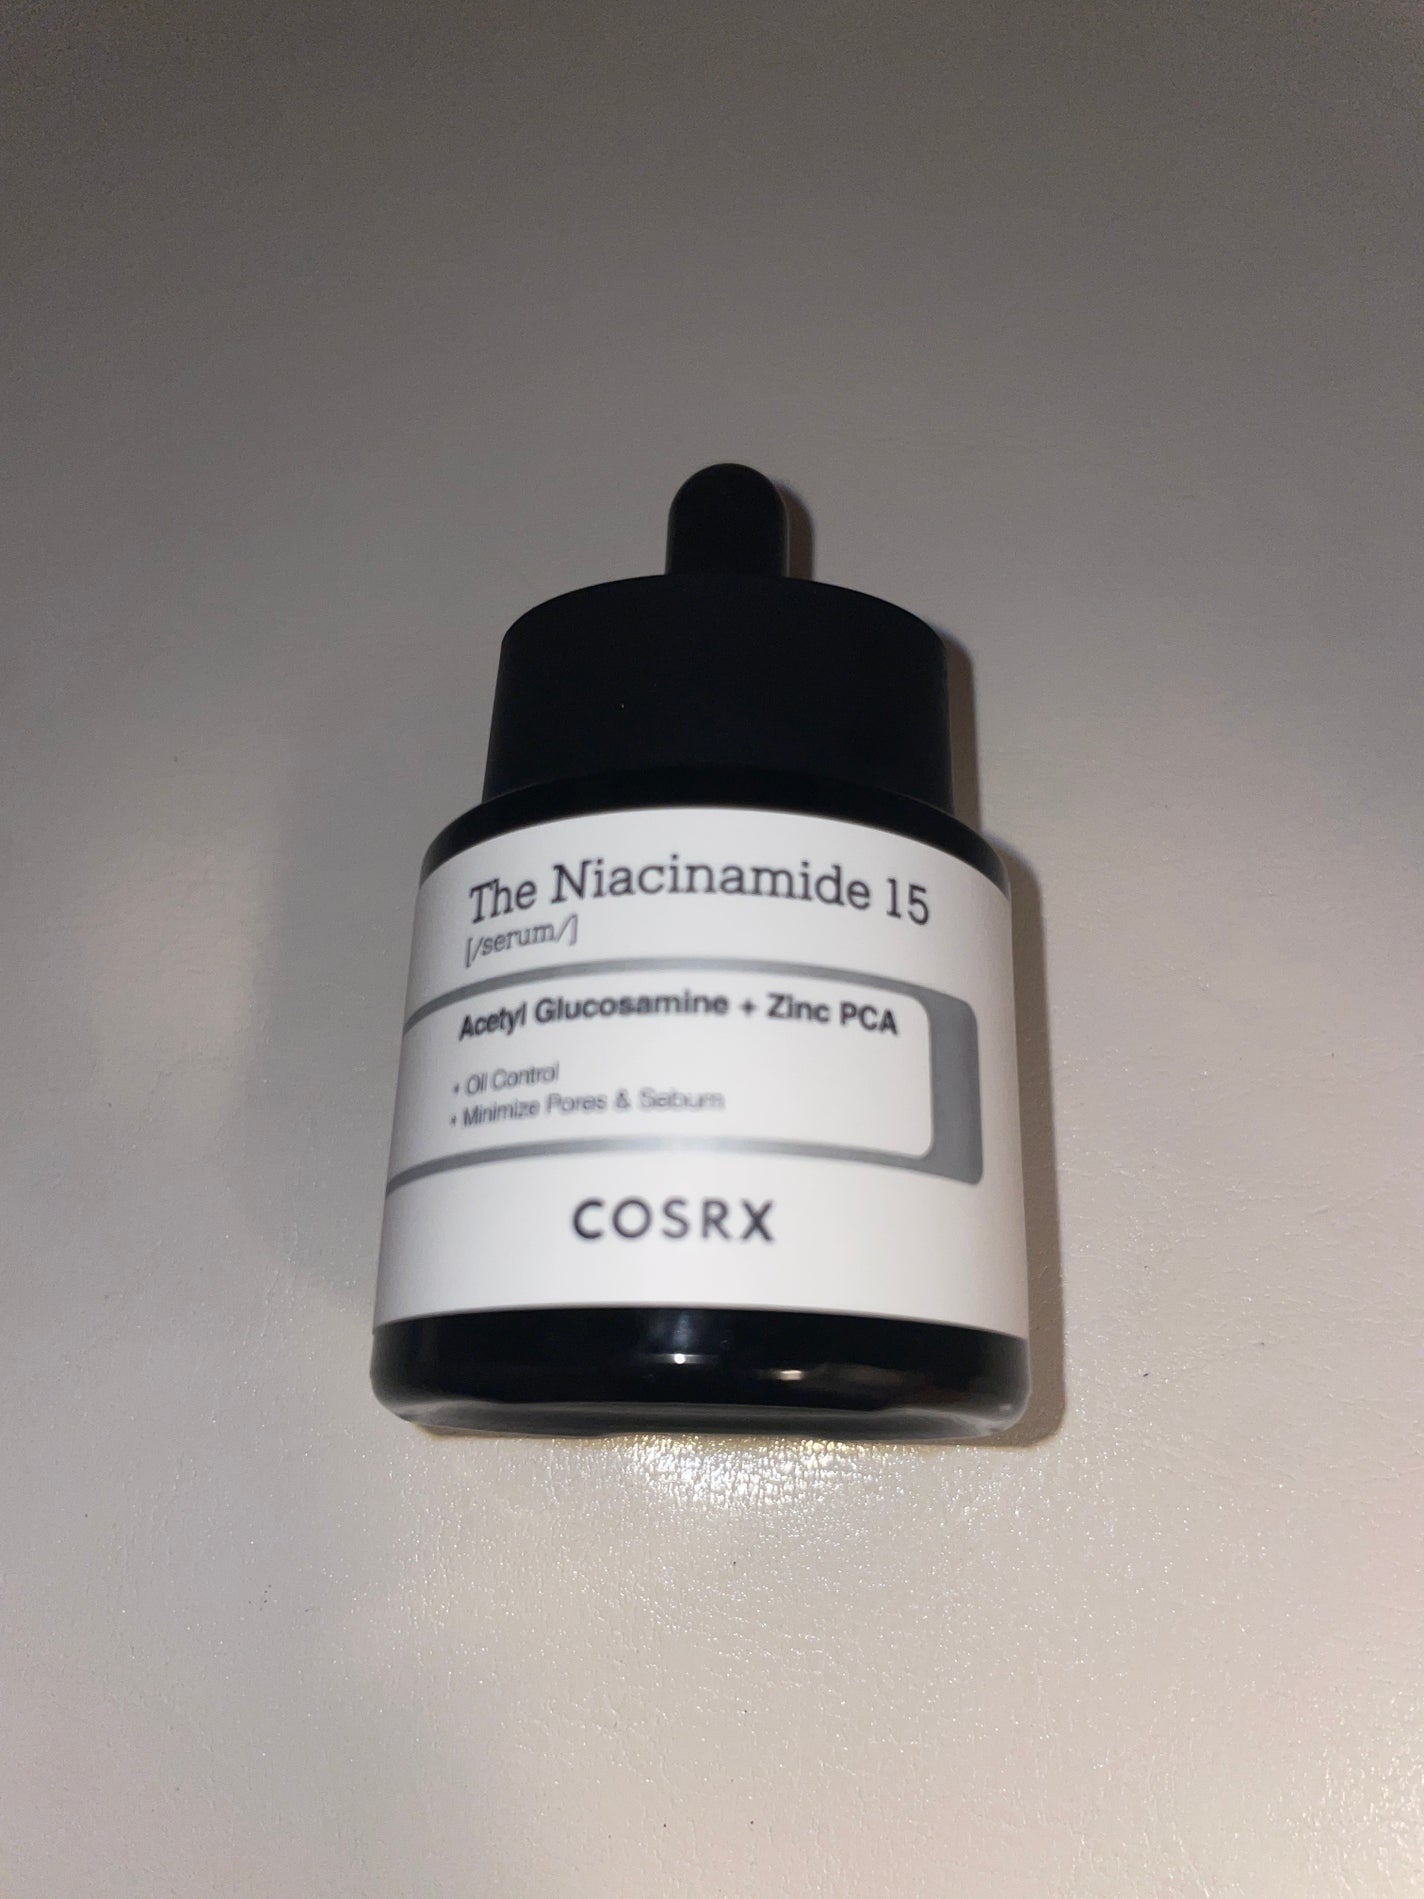 The Niacinamide 15
[/serum/]
Acetyl Glucosamine + Zinc PCA
• Oil Control
• Minimize Pores & Sebum
COSRX